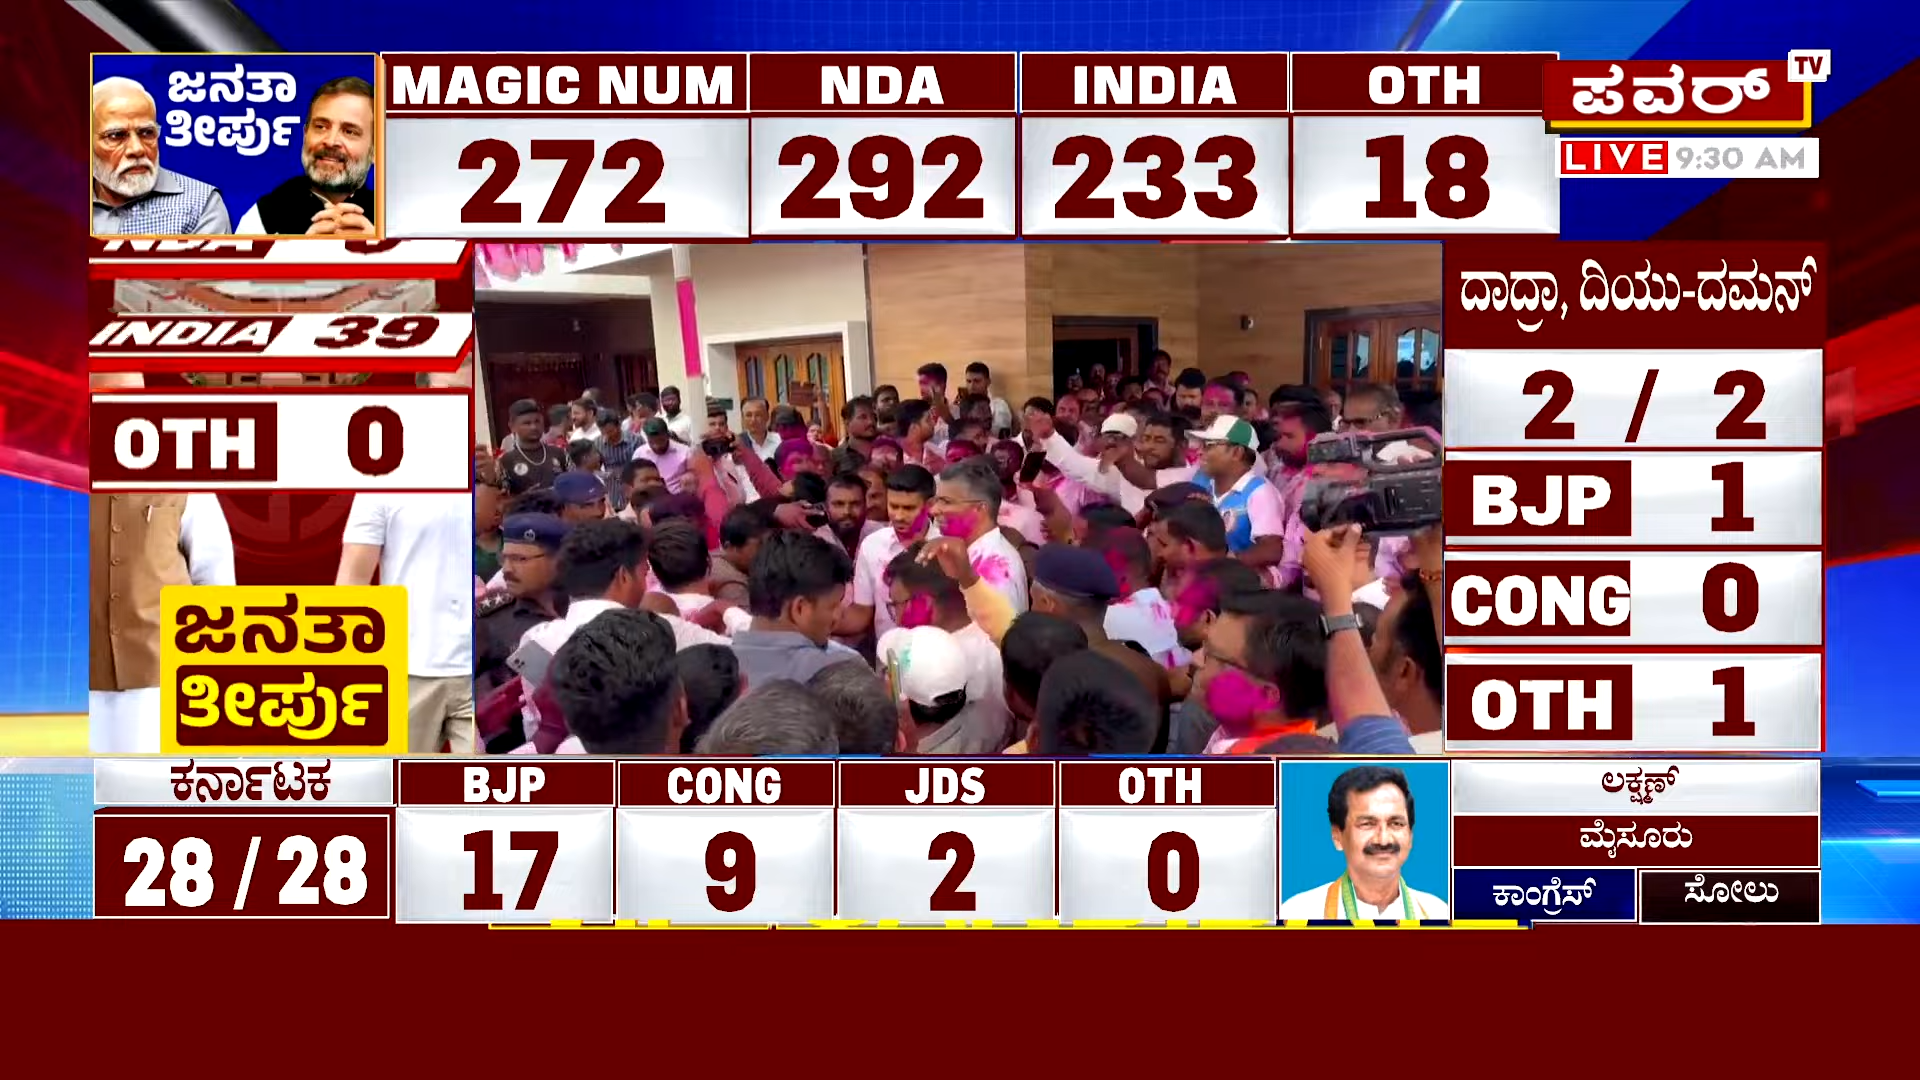 ಜನತಾ
ತೀರ್ಪು
MAGIC NUM
272
NDA
292
INDIA
233
OTH
18
ಪವರ್
TV
LIVE 9:30 AM
INDIA 39
OTH 0
ಜನತಾ
ತೀರ್ಪು
ದಾದ್ರಾ, ದಿಯು-ದಮನ್
2 / 2
BJP 1
CONG 0
OTH 1
ಕರ್ನಾಟಕ
28 / 28
BJP
17
CONG
9
JDS
2
OTH
0
ಲಕ್ಷ್ಮಣ್
ಮೈಸೂರು
ಕಾಂಗ್ರೆಸ್ ಸೋಲು